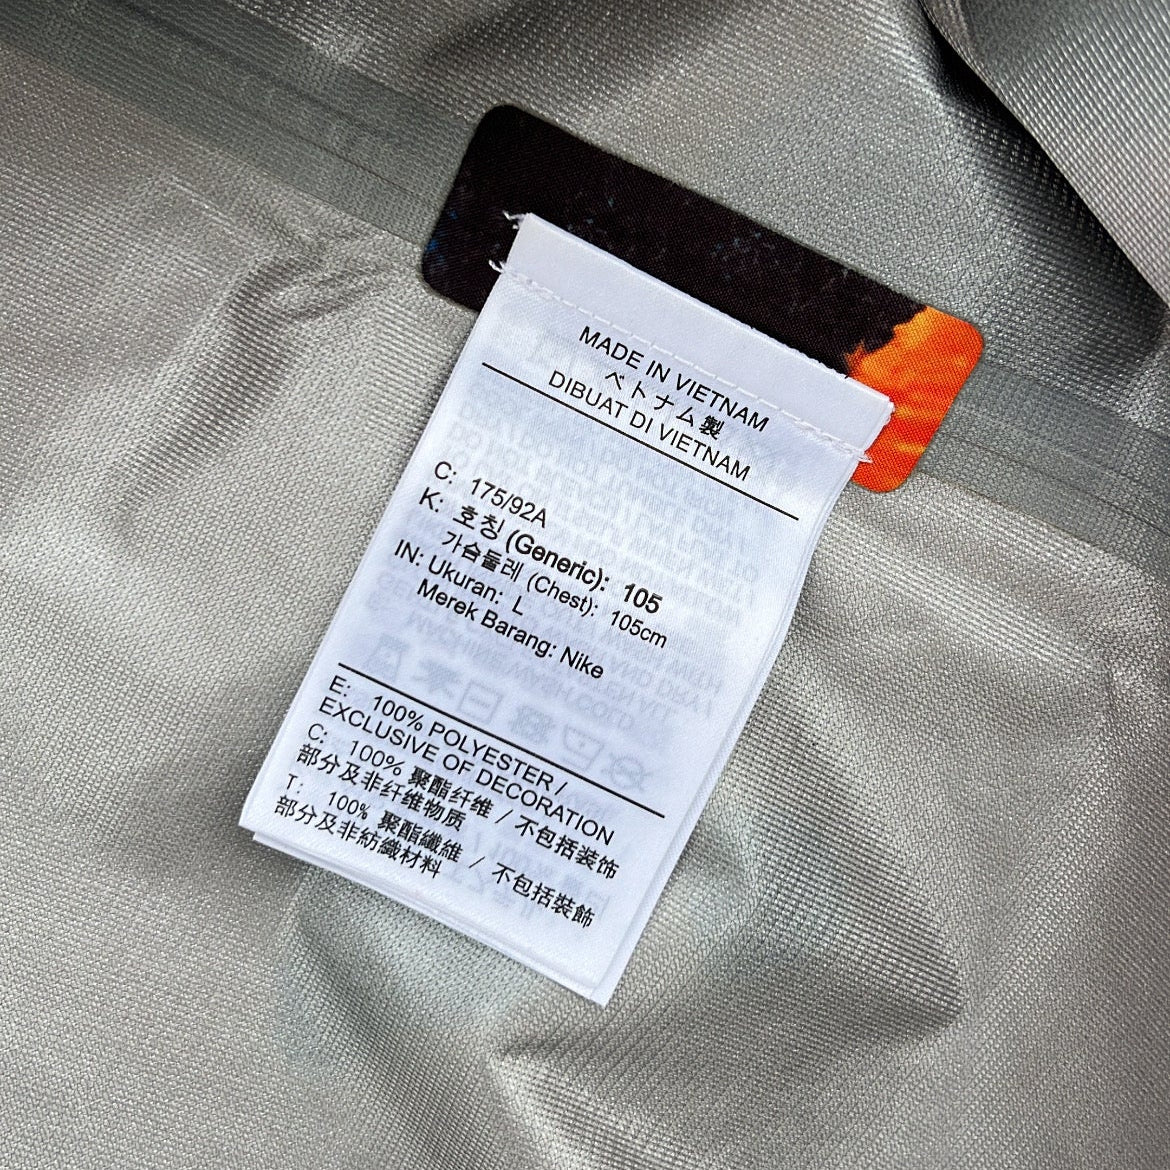 MADE IN VIETNAM
ベトナム製
DIBUAT DI VIETNAM
C: 175/92A
K: 호칭 (Generic): 105
가슴둘레 (Chest): 105cm
IN: Ukuran: L
Merek Barang: Nike
E: 100% POLYESTER /
EXCLUSIVE OF DECORATION
C: 100% 聚酯纤维 / 不包括装饰
部分及非纤维物质
T: 100% 聚酯纖維 / 不包括裝飾
部分及非紡織材料